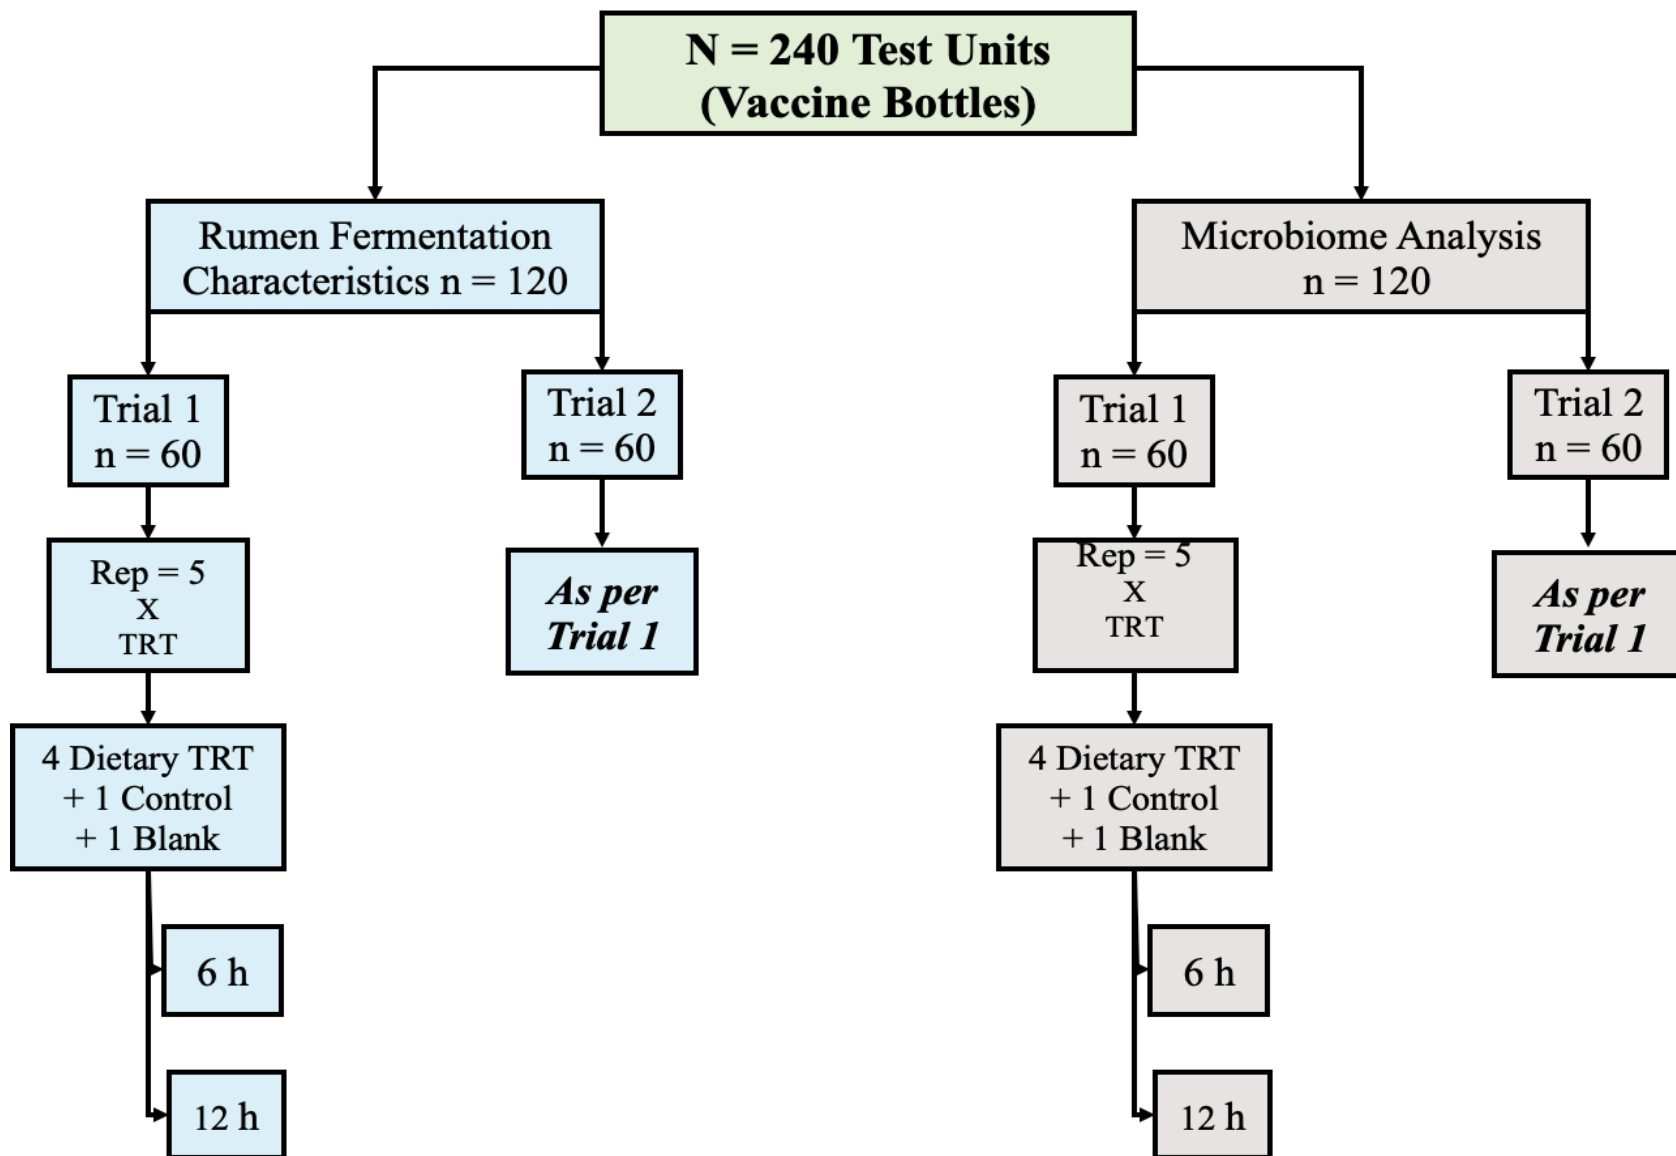 N = 240 Test Units
(Vaccine Bottles)
Rumen Fermentation
Characteristics n = 120
Microbiome Analysis
n = 120
Trial 1
n = 60
Trial 2
n = 60
Trial 1
n = 60
Trial 2
n = 60
Rep = 5
X
TRT
As per
Trial 1
Rep = 5
X
TRT
As per
Trial 1
4 Dietary TRT
+ 1 Control
+ 1 Blank
4 Dietary TRT
+ 1 Control
+ 1 Blank
6 h
6 h
12 h
12 h